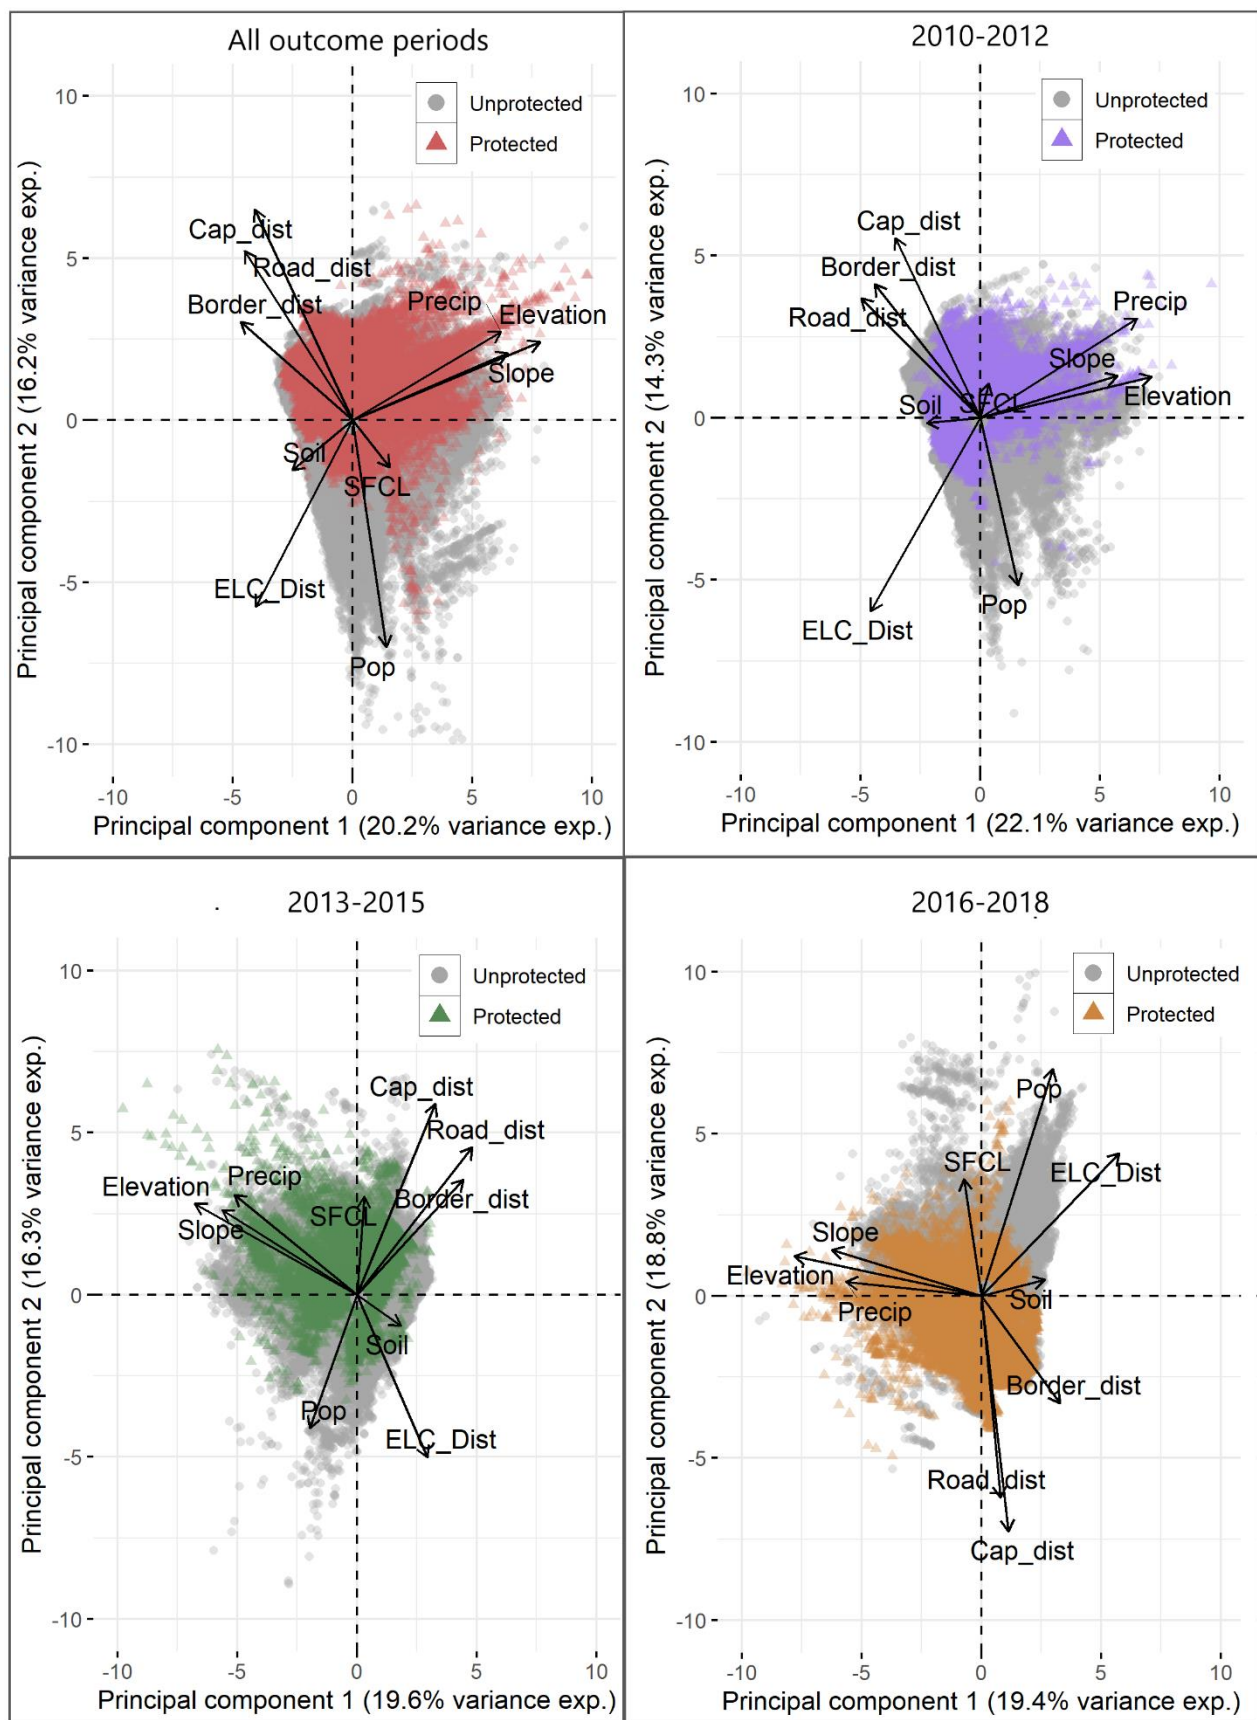 All outcome periods
Unprotected
Protected
Principal component 2 (16.2% variance exp.)
10
5
0
-5
-10
Cap_dist
Road_dist
Border_dist
Precip
Elevation
Slope
Soil
SFCL
ELC_Dist
Pop
-10 -5 0 5 10
Principal component 1 (20.2% variance exp.)
2010-2012
Unprotected
Protected
Principal component 2 (14.3% variance exp.)
10
5
0
-5
-10
Cap_dist
Border_dist
Road_dist
Precip
Slope
Elevation
Soil
SFCL
ELC_Dist
Pop
-10 -5 0 5 10
Principal component 1 (22.1% variance exp.)
2013-2015
Unprotected
Protected
Principal component 2 (16.3% variance exp.)
10
5
0
-5
-10
Cap_dist
Road_dist
Precip
Elevation
Border_dist
Slope
SFCL
Soil
Pop
ELC_Dist
-10 -5 0 5 10
Principal component 1 (19.6% variance exp.)
2016-2018
Unprotected
Protected
Principal component 2 (18.8% variance exp.)
10
5
0
-5
-10
Pop
SFCL
ELC_Dist
Slope
Elevation
Precip
Soil
Border_dist
Road_dist
Cap_dist
-10 -5 0 5 10
Principal component 1 (19.4% variance exp.)